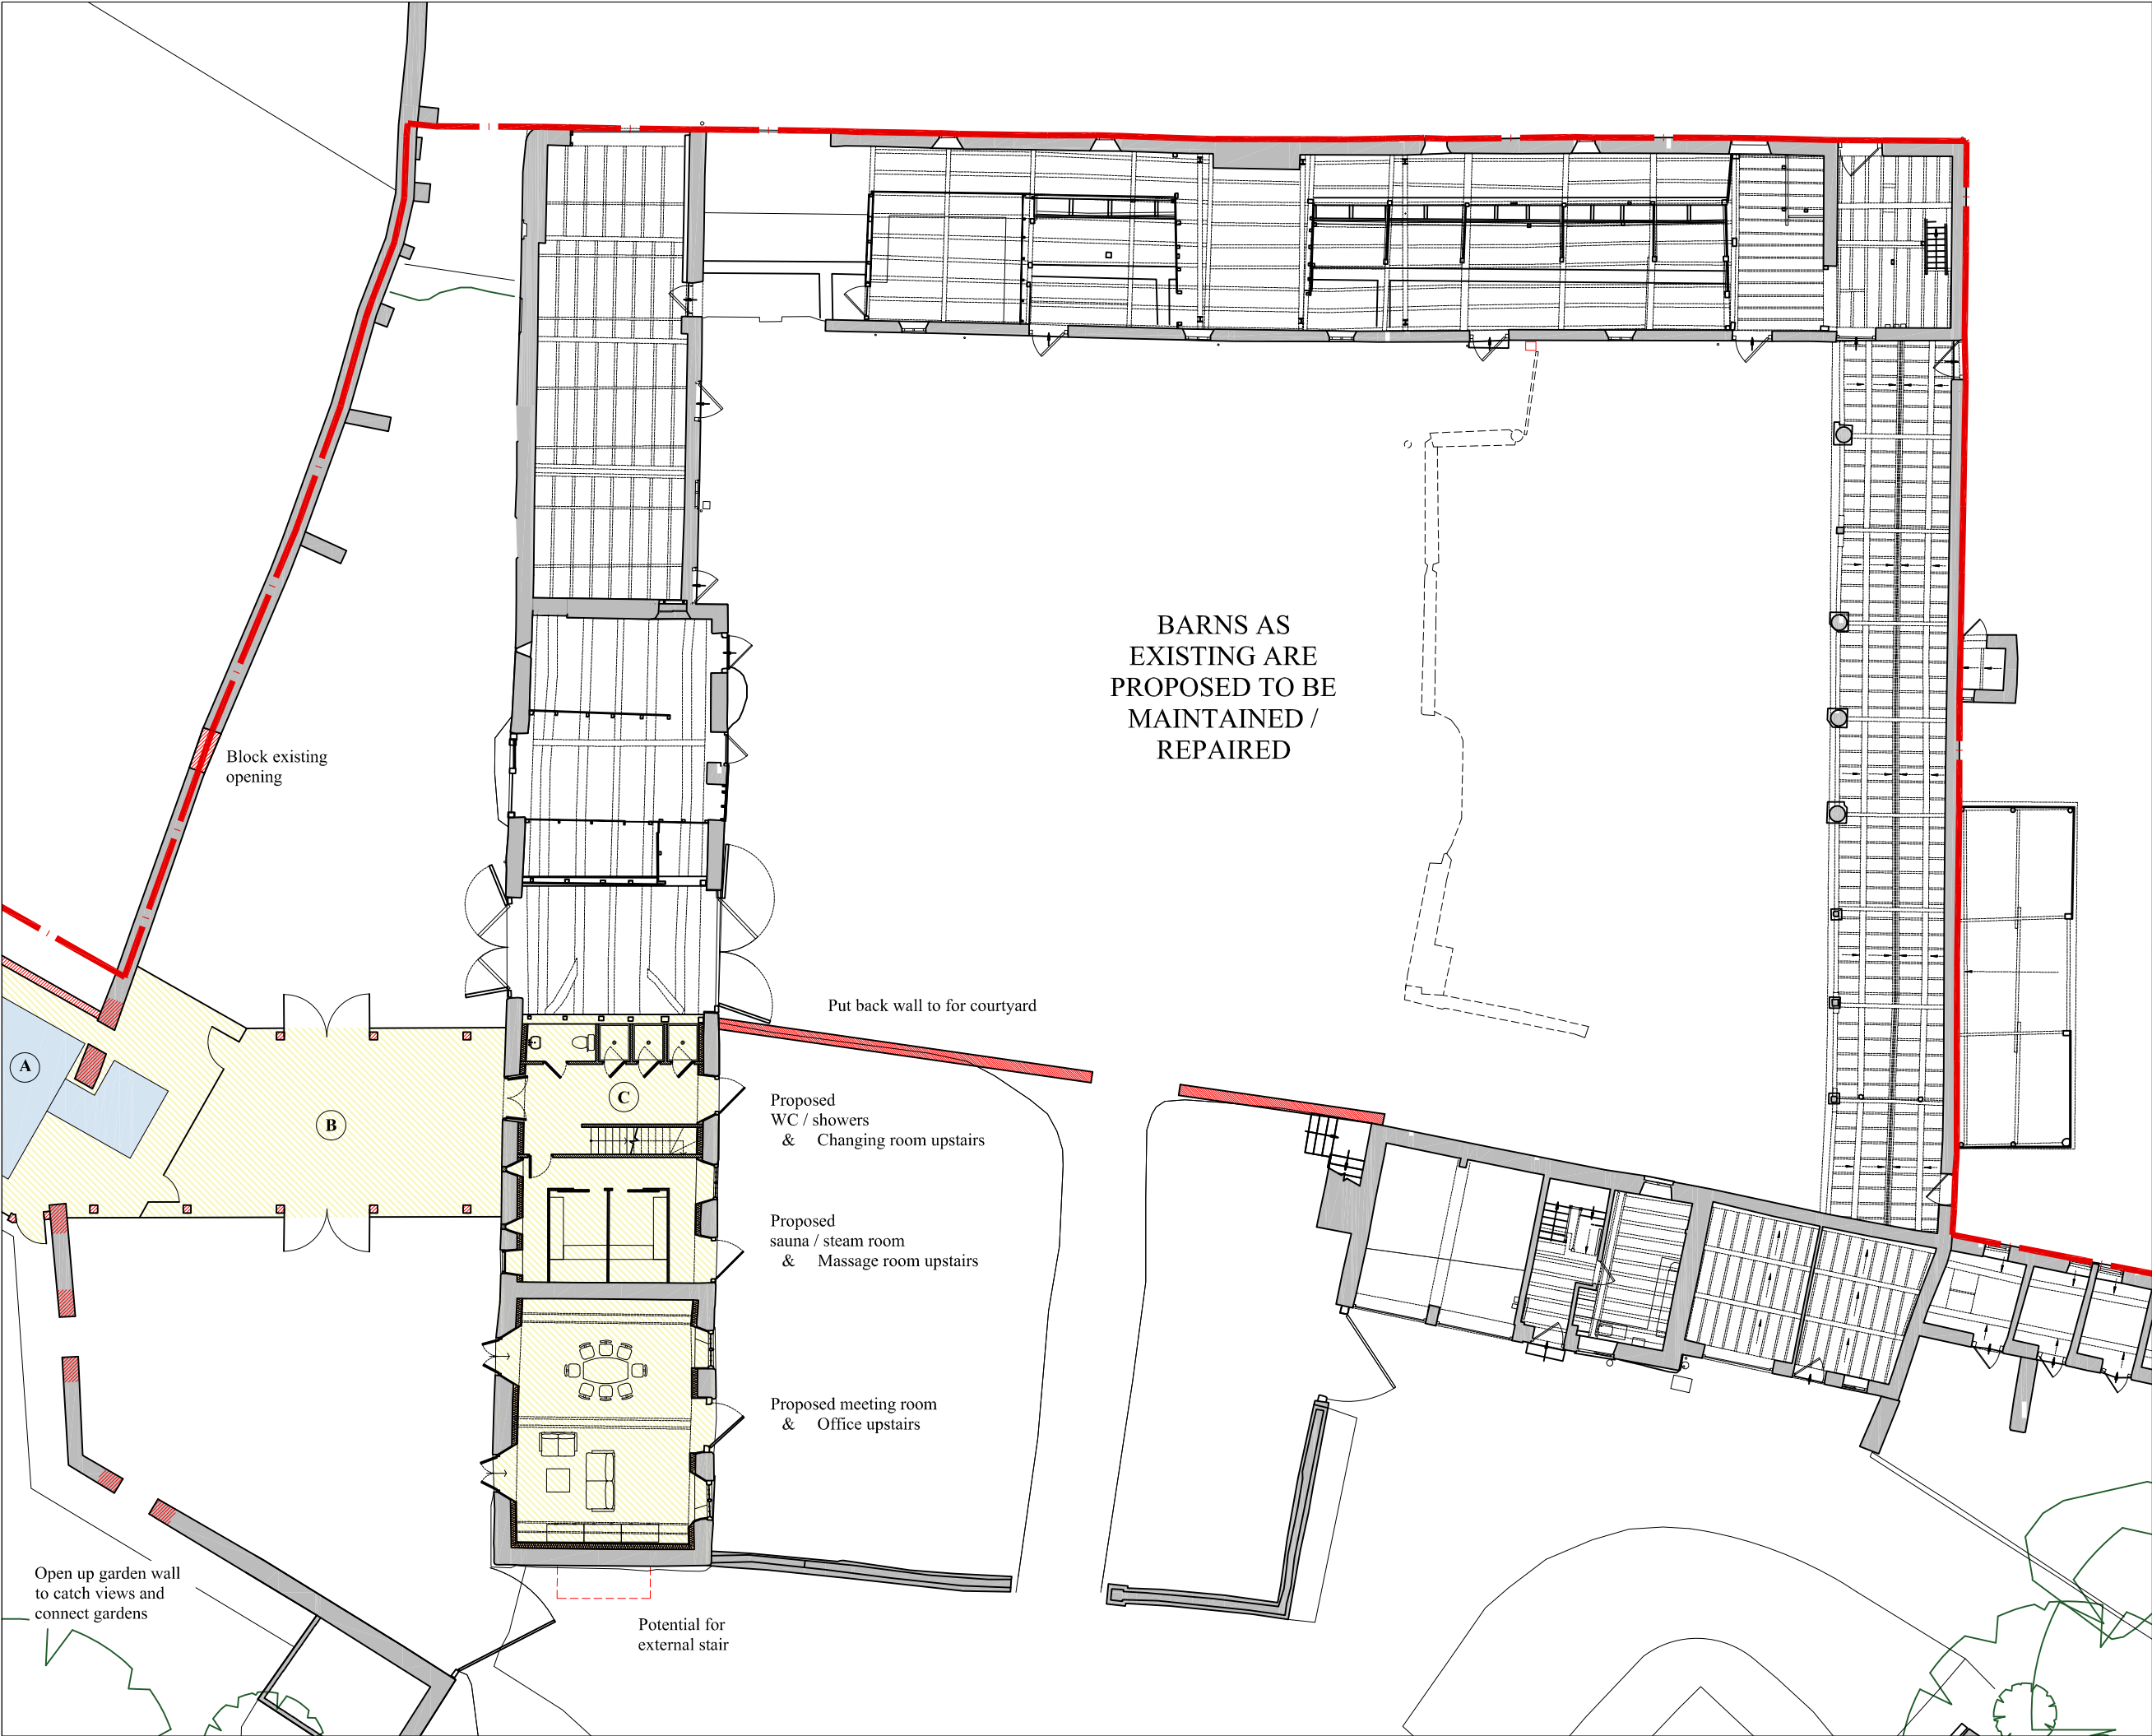 BARNS AS
EXISTING ARE
PROPOSED TO BE
MAINTAINED /
REPAIRED
Block existing
opening
Put back wall to for courtyard
A
B
C
Proposed
WC / showers
& Changing room upstairs
Proposed
sauna / steam room
& Massage room upstairs
Proposed meeting room
& Office upstairs
Open up garden wall
to catch views and
connect gardens
Potential for
external stair